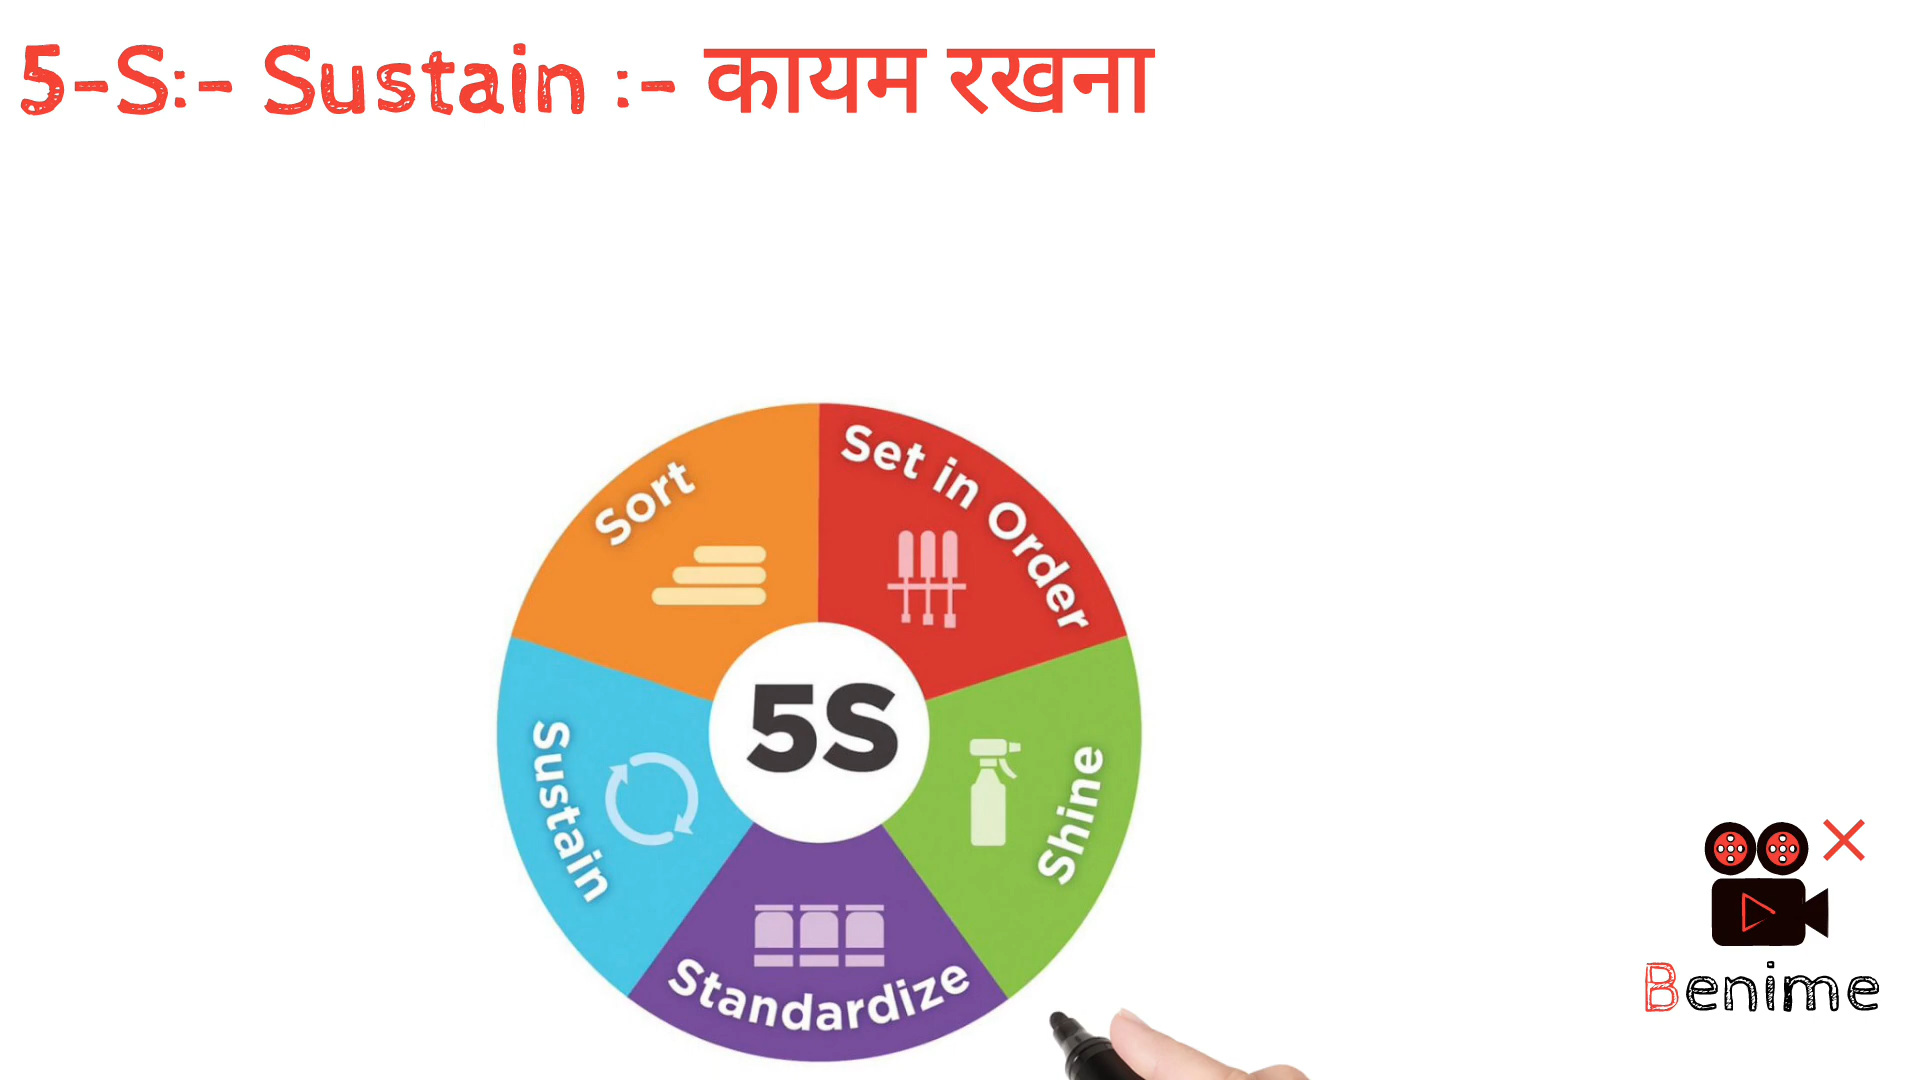 5-S:- Sustain :- कायम रखना
Sort
Set in Order
Sustain
5S
Shine
Standardize
Benime